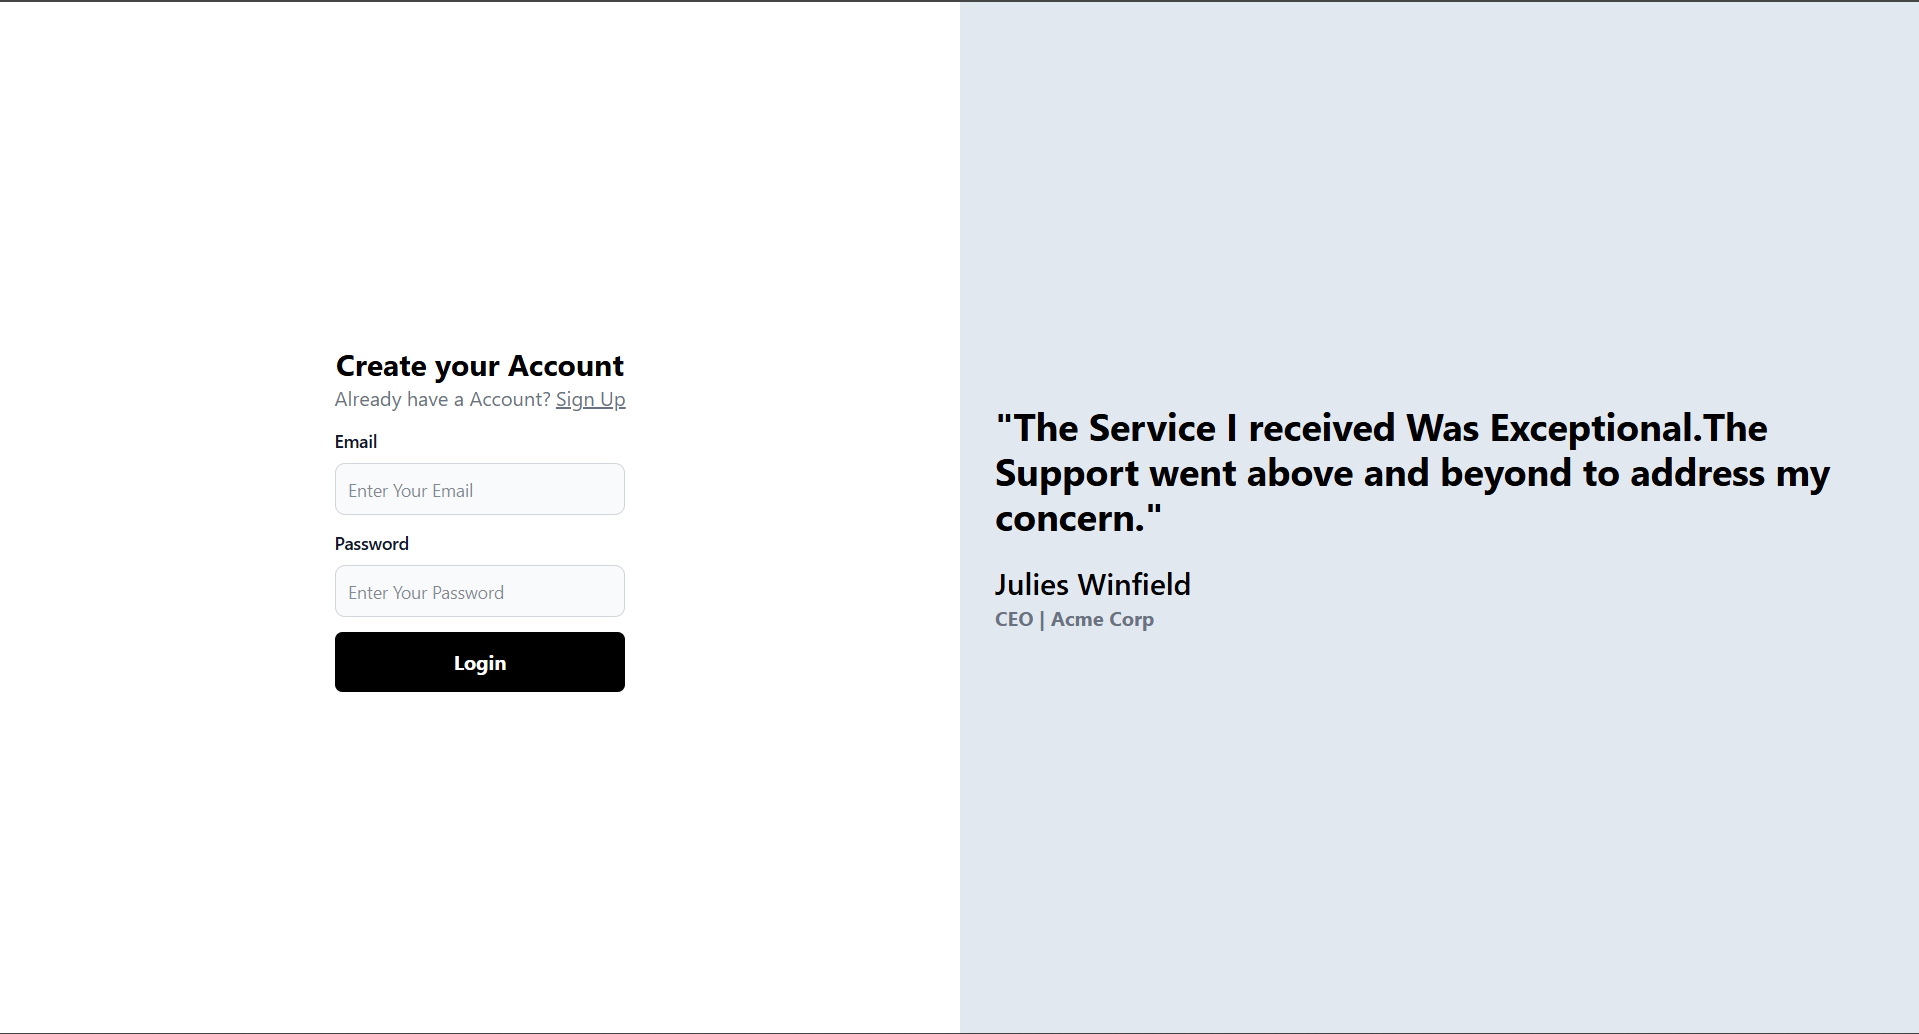 Create your Account
Already have a Account? Sign Up
Email
Enter Your Email
Password
Enter Your Password
Login
"The Service I received Was Exceptional.The
Support went above and beyond to address my
concern."
Julies Winfield
CEO | Acme Corp